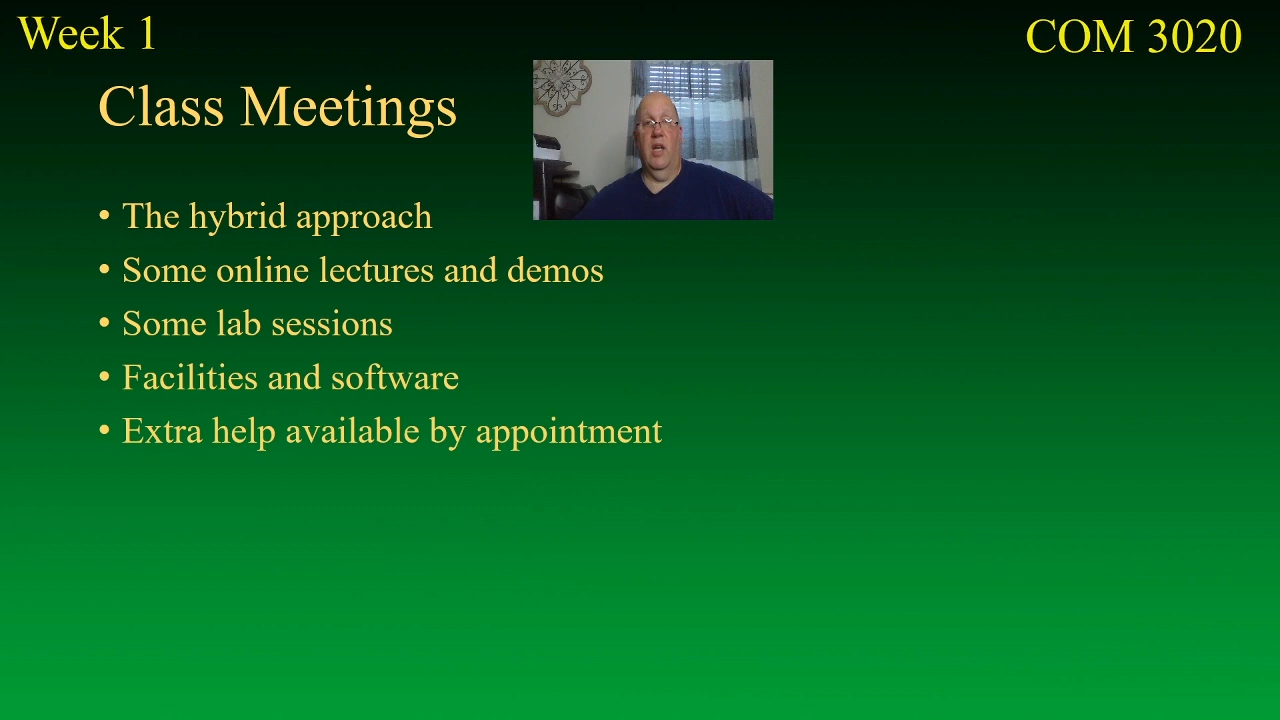 Week 1
COM 3020
Class Meetings
• The hybrid approach
• Some online lectures and demos
• Some lab sessions
• Facilities and software
• Extra help available by appointment